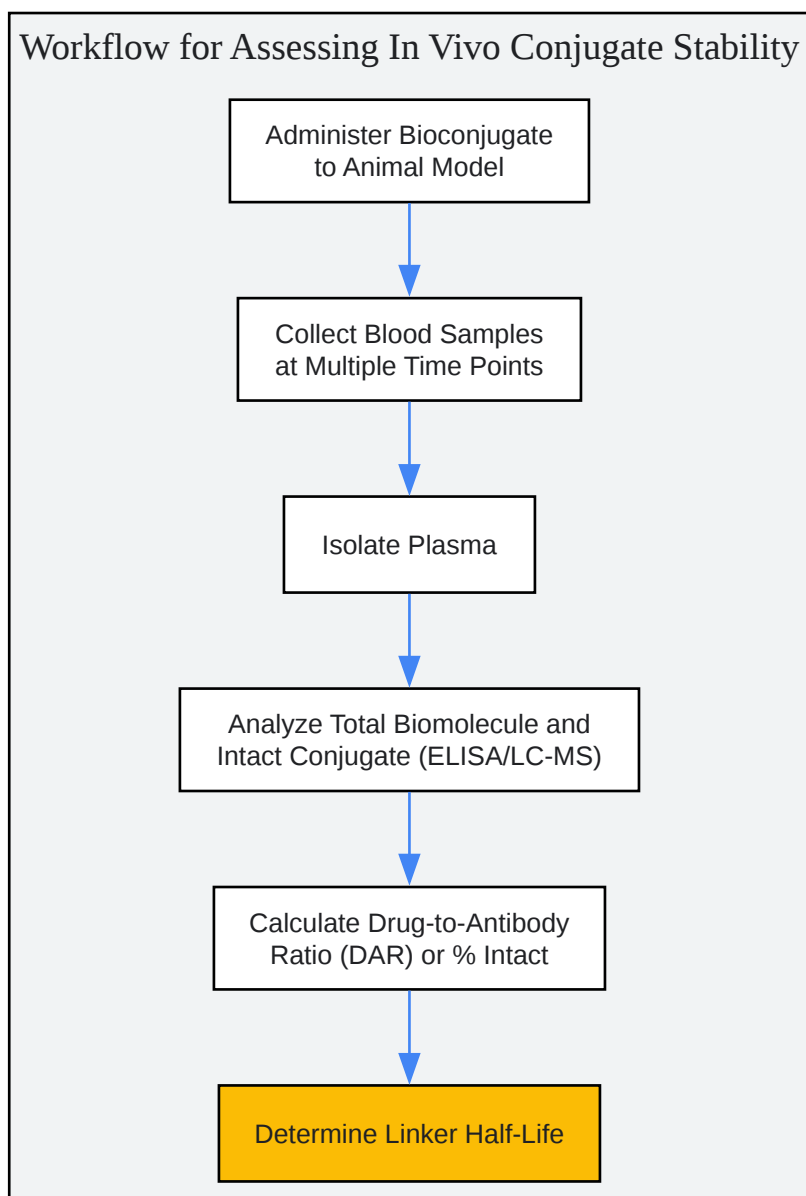 Workflow for Assessing In Vivo Conjugate Stability
Administer Bioconjugate
to Animal Model
Collect Blood Samples
at Multiple Time Points
Isolate Plasma
Analyze Total Biomolecule and
Intact Conjugate (ELISA/LC-MS)
Calculate Drug-to-Antibody
Ratio (DAR) or % Intact
Determine Linker Half-Life